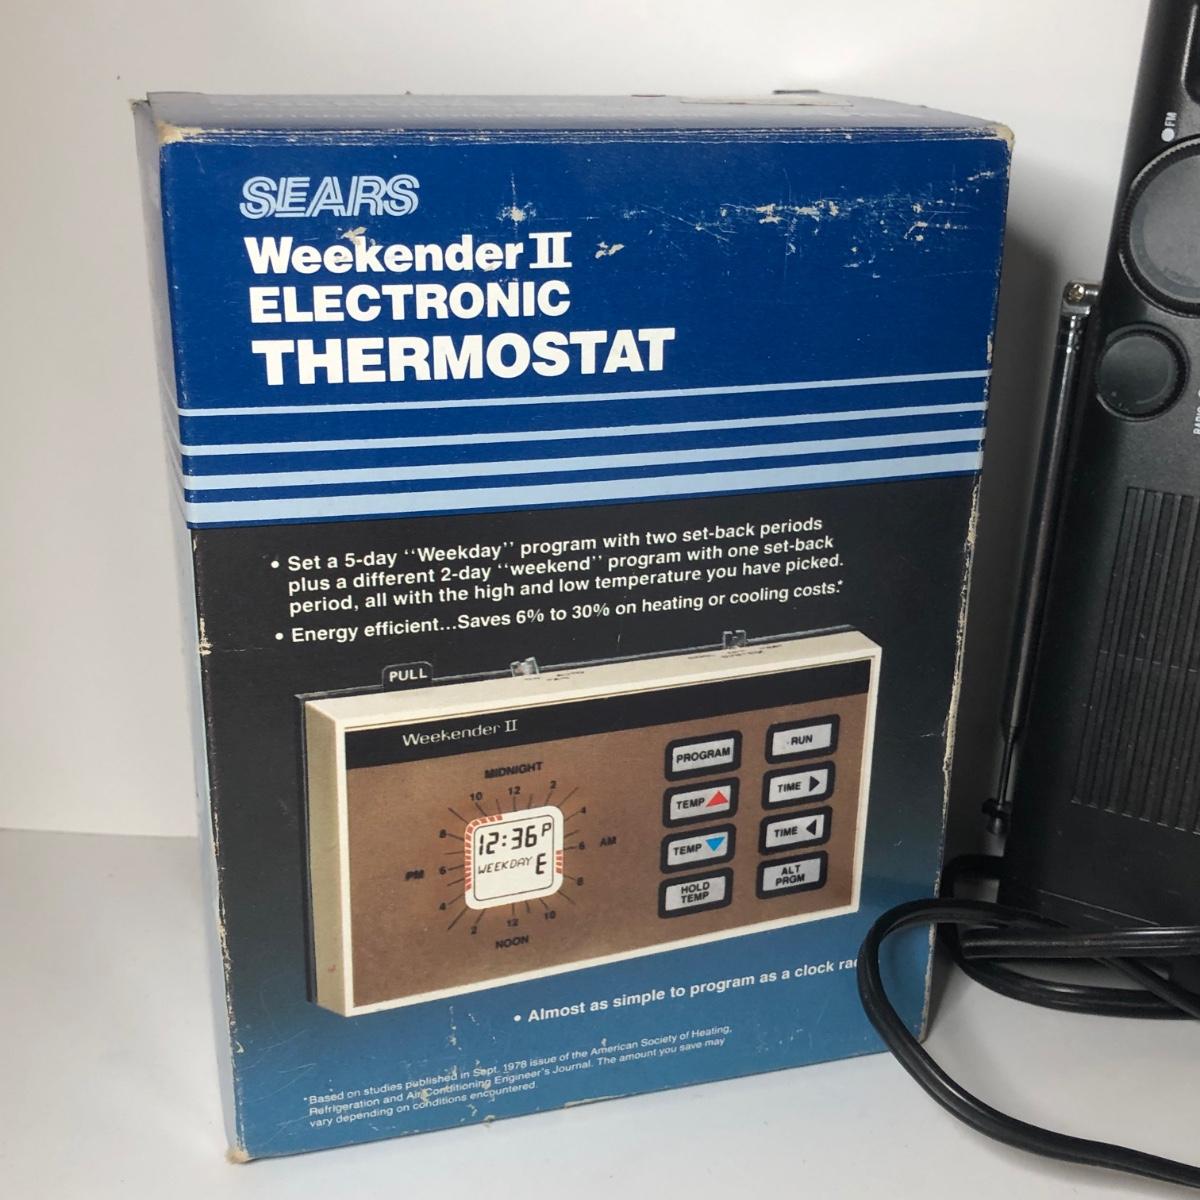 SEARS
Weekender II
ELECTRONIC
THERMOSTAT
• Set a 5-day “Weekday” program with two set-back periods
plus a different 2-day “weekend” program with one set-back
period, all with the high and low temperature you have picked.
• Energy efficient...Saves 6% to 30% on heating or cooling costs.*
PULL
Weekender II
MIDNIGHT
10 12 2
8 4
PM 6 6 AM
4 8
2 12 10
NOON
12:36 P
WEEKDAY E
PROGRAM RUN
TEMP TIME
TEMP TIME
HOLD TEMP ALT PRGM
• Almost as simple to program as a clock
*Based on studies published in Sept. 1978 issue of the American Society of Heating,
Refrigeration and Air Conditioning Engineer's Journal. The amount you save may
vary depending on conditions encountered.
FM